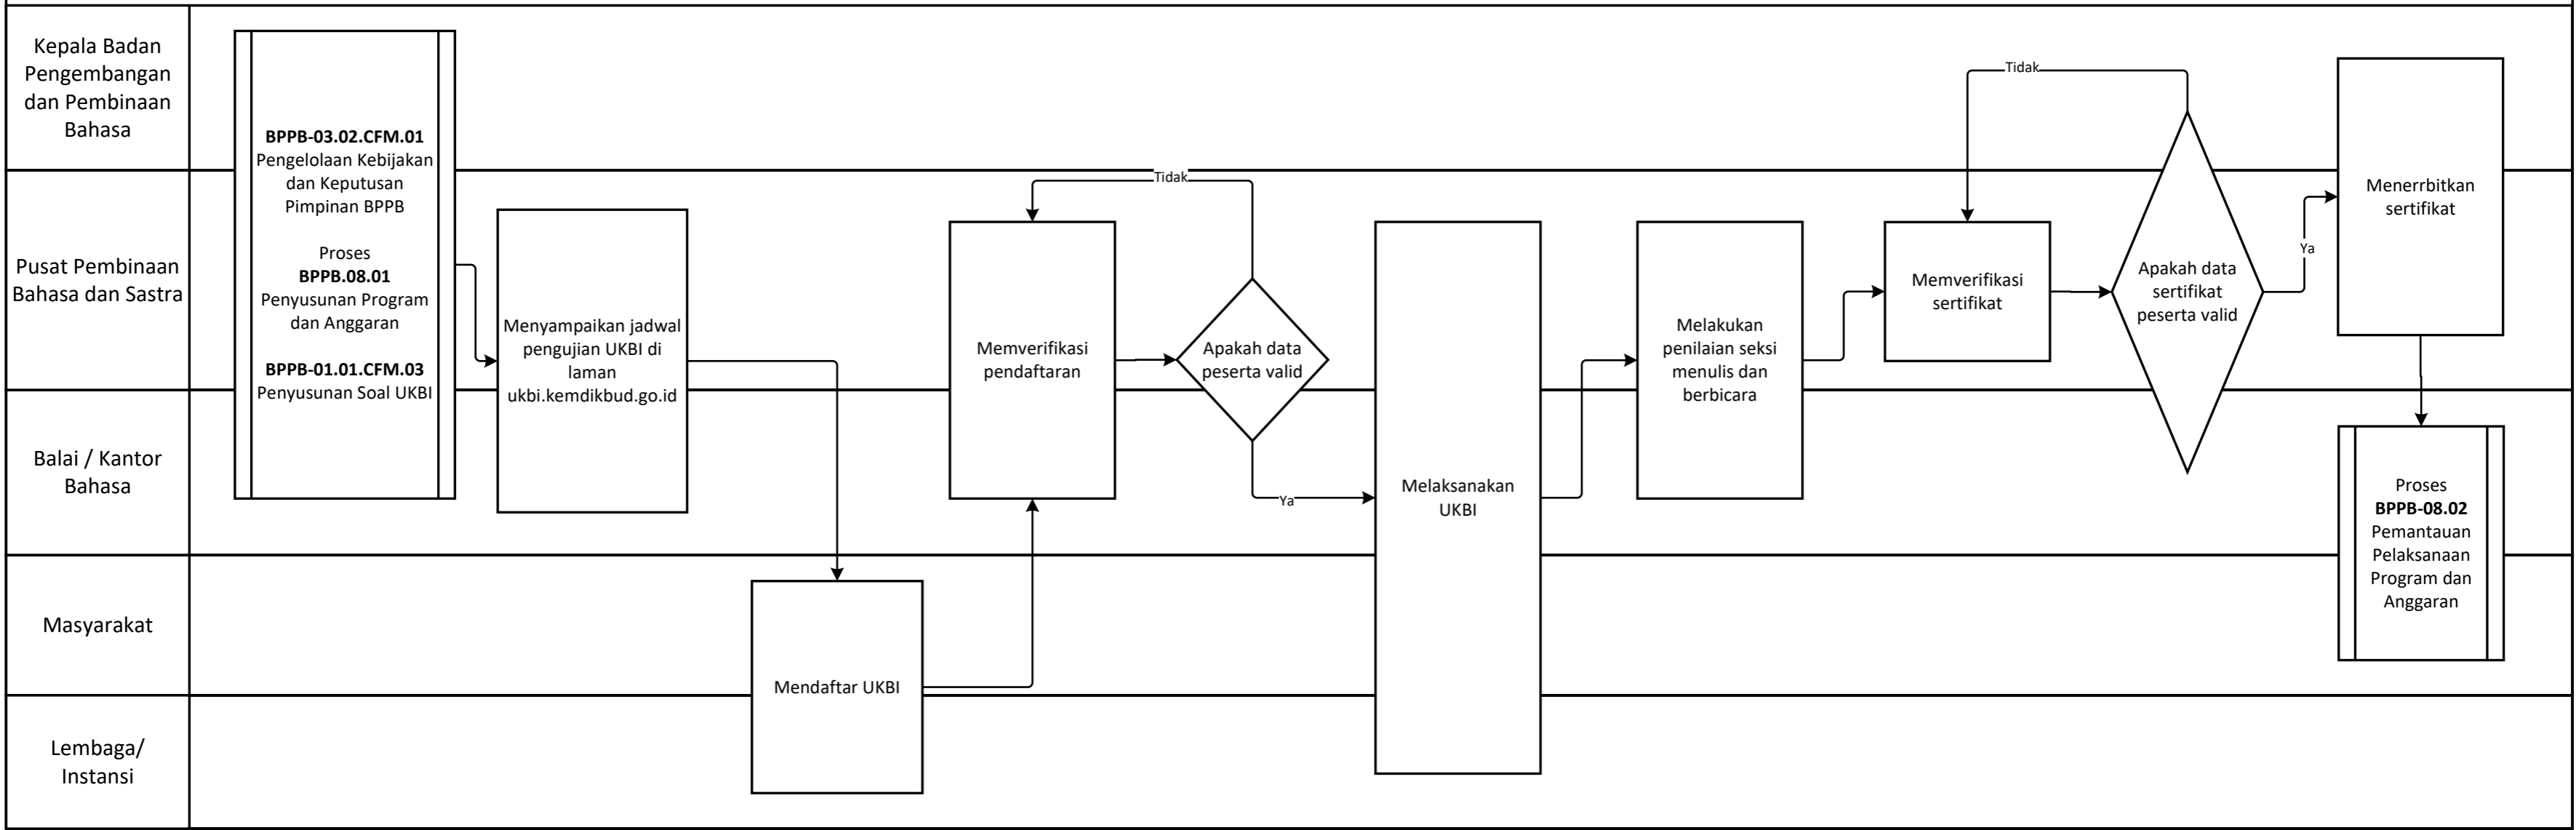 Kepala Badan
Pengembangan
dan Pembinaan
Bahasa
Pusat Pembinaan
Bahasa dan Sastra
Balai / Kantor
Bahasa
Masyarakat
Lembaga/
Instansi
BPPB-03.02.CFM.01
Pengelolaan Kebijakan
dan Keputusan
Pimpinan BPPB
Proses
BPPB.08.01
Penyusunan Program
dan Anggaran
BPPB-01.01.CFM.03
Penyusunan Soal UKBI
Menyampaikan jadwal
pengujian UKBI di
laman
ukbi.kemdikbud.go.id
Mendaftar UKBI
Memverifikasi
pendaftaran
Tidak
Apakah data
peserta valid
Ya
Melaksanakan
UKBI
Melakukan
penilaian seksi
menulis dan
berbicara
Memverifikasi
sertifikat
Tidak
Apakah data
sertifikat
peserta valid
Ya
Menerrbitkan
sertifikat
Proses
BPPB-08.02
Pemantauan
Pelaksanaan
Program dan
Anggaran